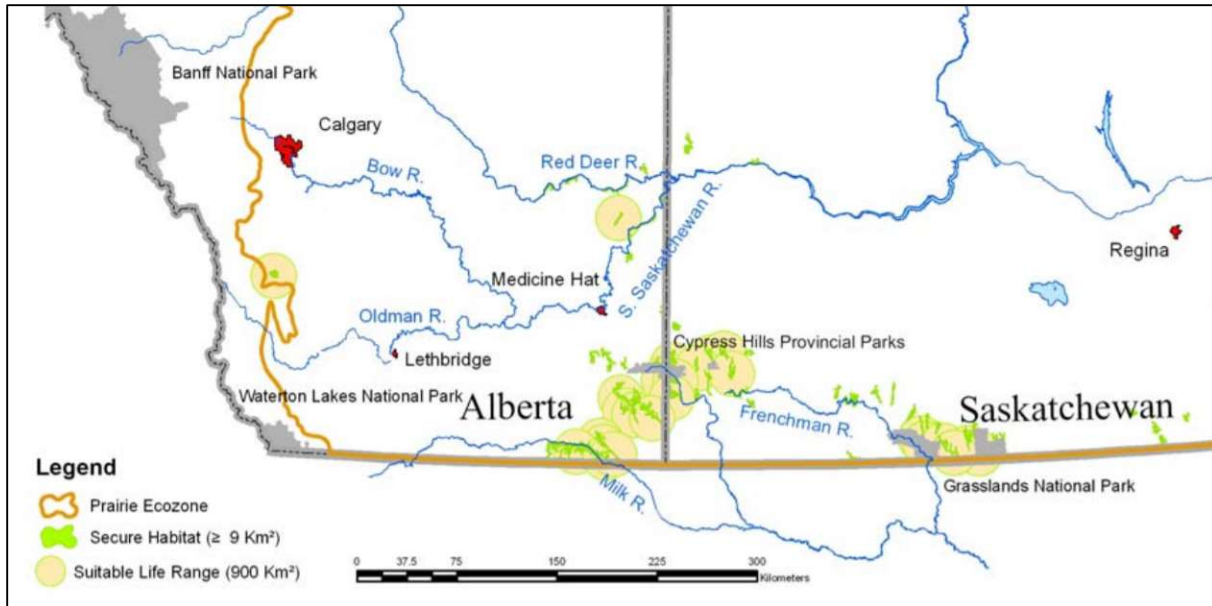 Banff National Park
Calgary
Bow R.
Red Deer R.
S. Saskatchewan R.
Regina
Medicine Hat
Oldman R.
Lethbridge
Cypress Hills Provincial Parks
Waterton Lakes National Park
Alberta
Saskatchewan
Frenchman R.
Milk R.
Grasslands National Park
Legend
Prairie Ecozone
Secure Habitat (≥ 9 Km²)
Suitable Life Range (900 Km²)
0 37.5 75 150 225 300
Kilometers